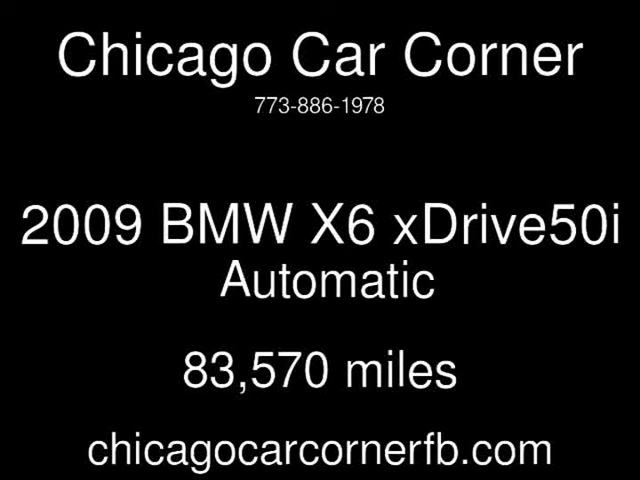 Chicago Car Corner
773-886-1978
2009 BMW X6 xDrive50i
Automatic
83,570 miles
chicagocarcornerfb.com